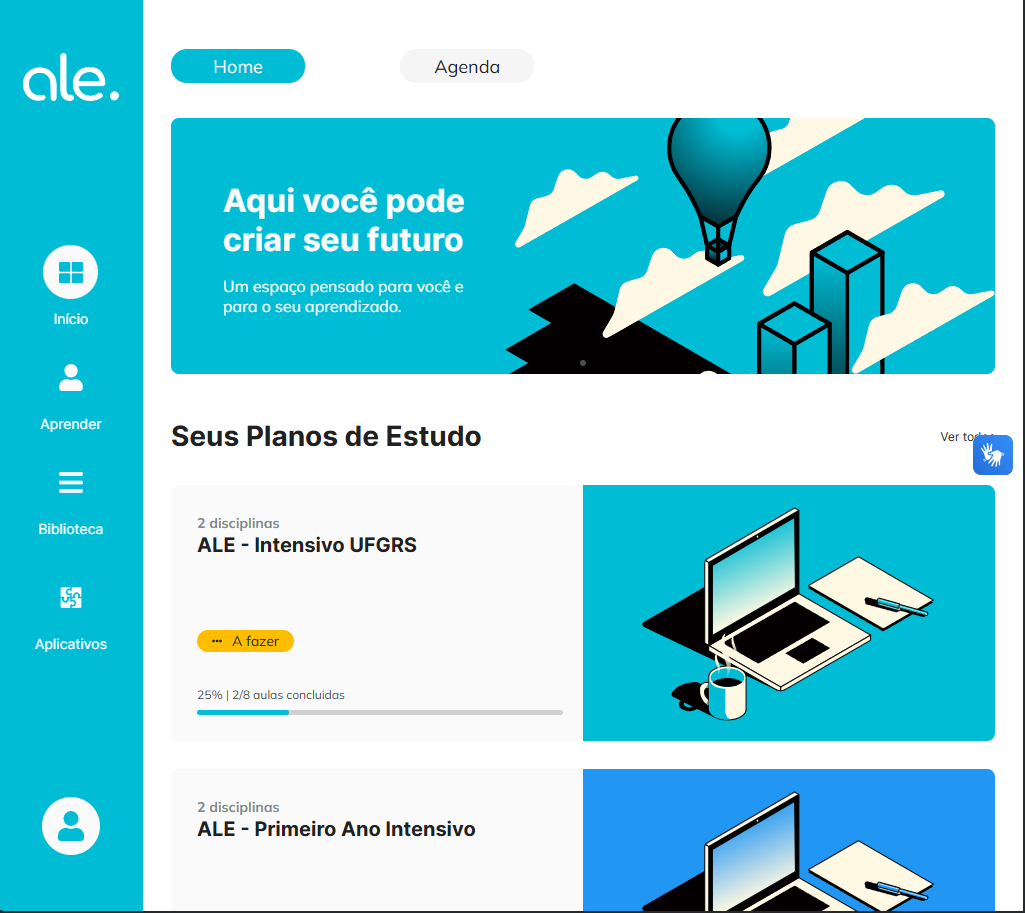 ale.
Home
Agenda
Aqui você pode
criar seu futuro
Um espaço pensado para você e
para o seu aprendizado.
Início
Aprender
Biblioteca
Aplicativos
Seus Planos de Estudo
Ver
2 disciplinas
ALE - Intensivo UFGRS
A fazer
25% | 2/8 aulas concluidas
2 disciplinas
ALE - Primeiro Ano Intensivo